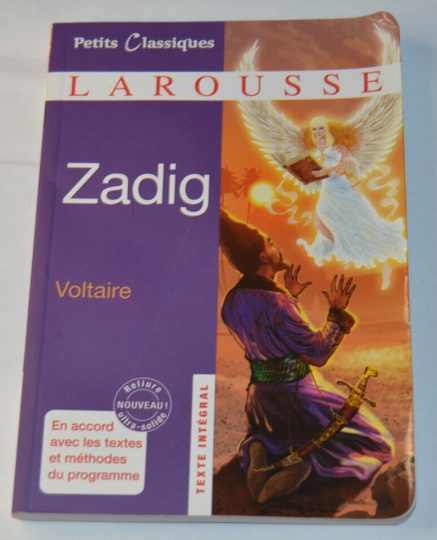 Petits Classiques
LAROUSSE
Zadig
Voltaire
Reliure
NOUVEAU !
ultra-solide
En accord
avec les textes
et méthodes
du programme
TEXTE INTÉGRAL